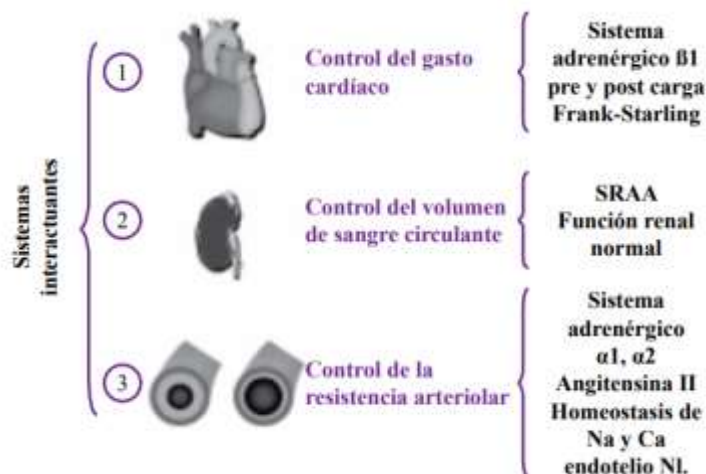 Sistemas
interactuantes
1
Control del gasto
cardíaco
Sistema
adrenérgico ß1
pre y post carga
Frank-Starling
2
Control del volumen
de sangre circulante
SRAA
Función renal
normal
3
Control de la
resistencia arteriolar
Sistema
adrenérgico
α1, α2
Angitensina II
Homeostasis de
Na y Ca
endotelio Nl.